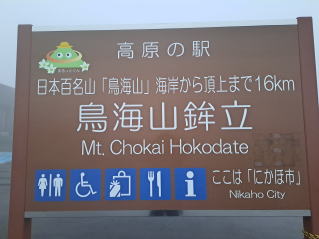 高原の駅
日本百名山「鳥海山」海岸から頂上まで16km
鳥海山鉾立
Mt. Chokai Hokodate
ここは「にかほ市」
Nikaho City